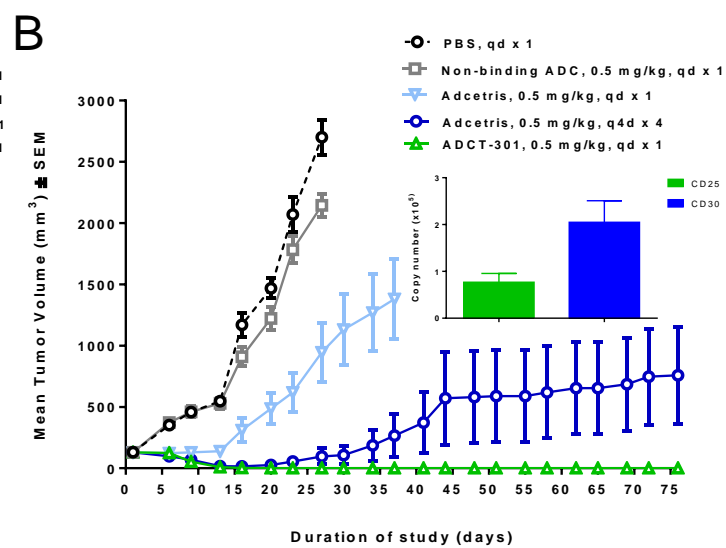 B
PBS, qd x 1
Non-binding ADC, 0.5 mg/kg, qd x 1
Adcetris, 0.5 mg/kg, qd x 1
Adcetris, 0.5 mg/kg, q4d x 4
ADCT-301, 0.5 mg/kg, qd x 1
Mean Tumor Volume (mm³) ± SEM
3000
2500
2000
1500
1000
500
0
Copy number (x10⁵)
3
2
1
0
CD25
CD30
0 5 10 15 20 25 30 35 40 45 50 55 60 65 70 75
Duration of study (days)